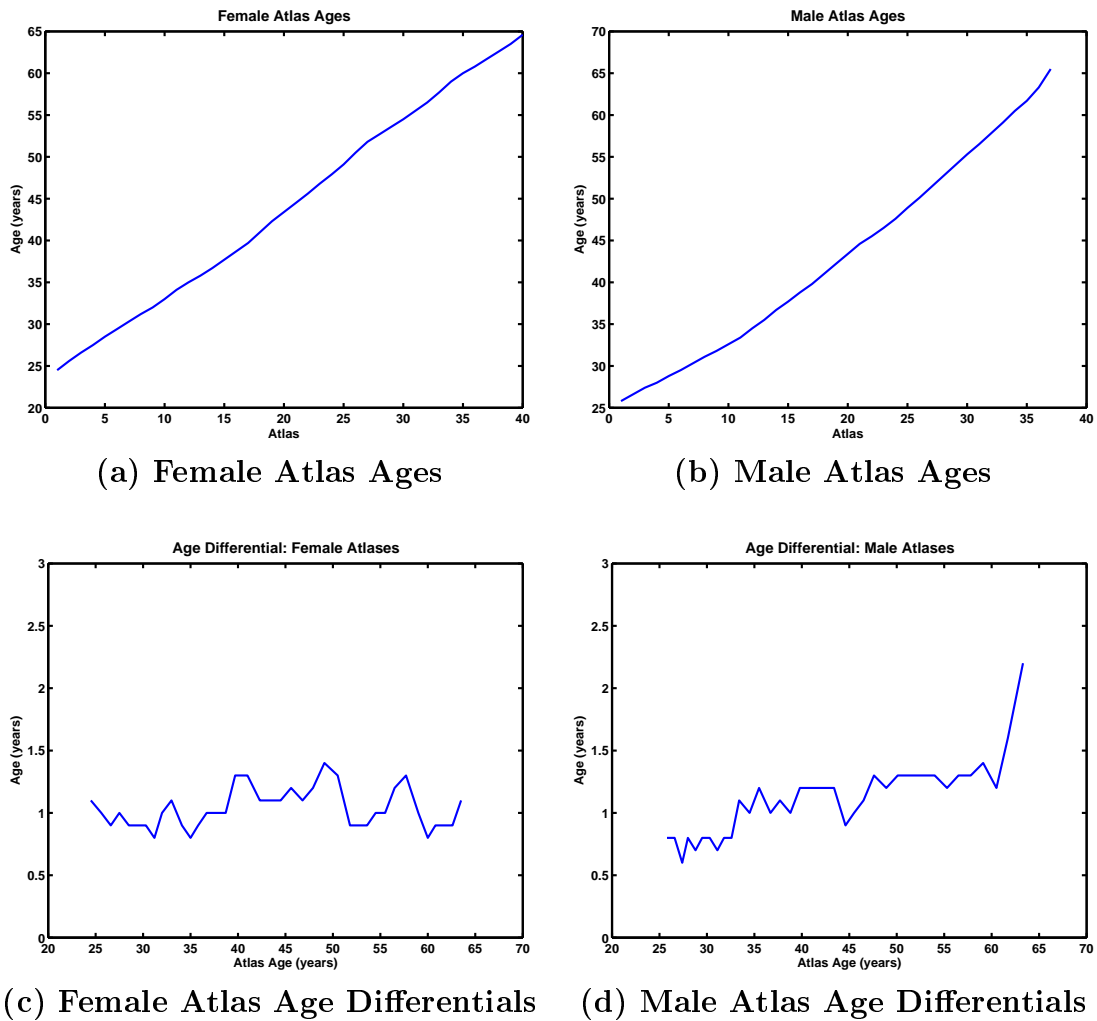 Female Atlas Ages
65
60
55
50
45
40
35
30
25
20
Age (years)
0 5 10 15 20 25 30 35 40
Atlas
(a) Female Atlas Ages
Male Atlas Ages
70
65
60
55
50
45
40
35
30
25
Age (years)
0 5 10 15 20 25 30 35 40
Atlas
(b) Male Atlas Ages
Age Differential: Female Atlases
3
2.5
2
1.5
1
0.5
0
Age (years)
20 25 30 35 40 45 50 55 60 65 70
Atlas Age (years)
(c) Female Atlas Age Differentials
Age Differential: Male Atlases
3
2.5
2
1.5
1
0.5
0
Age (years)
20 25 30 35 40 45 50 55 60 65 70
Atlas Age (years)
(d) Male Atlas Age Differentials